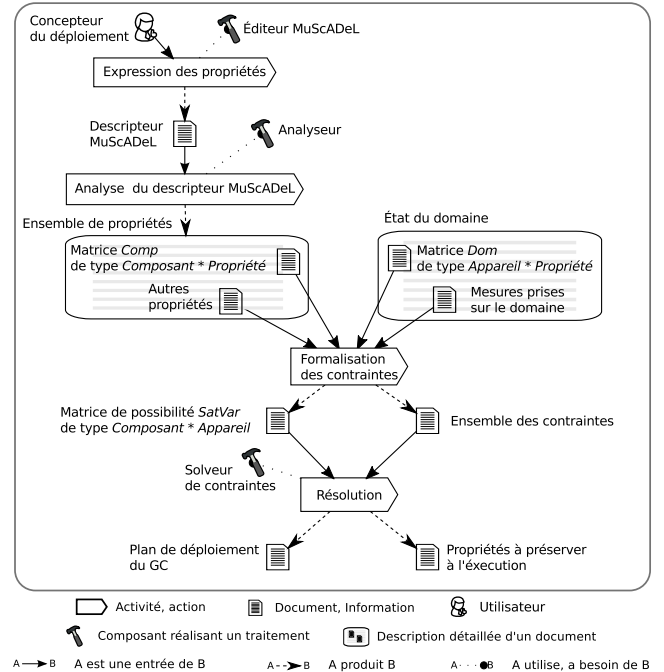 Concepteur
du déploiement
Éditeur MuScADeL
Expression des propriétés
Descripteur
MuScADeL
Analyseur
Analyse du descripteur MuScADeL
Ensemble de propriétés
État du domaine
Matrice Comp
de type Composant * Propriété
Autres
propriétés
Matrice Dom
de type Appareil * Propriété
Mesures prises
sur le domaine
Formalisation
des contraintes
Matrice de possibilité SatVar
de type Composant * Appareil
Ensemble des contraintes
Solveur
de contraintes
Résolution
Plan de déploiement
du GC
Propriétés à préserver
à l'éxecution
Activité, action
Document, Information
Utilisateur
Composant réalisant un traitement
Description détaillée d'un document
A B A est une entrée de B
A B A produit B
A B A utilise, a besoin de B